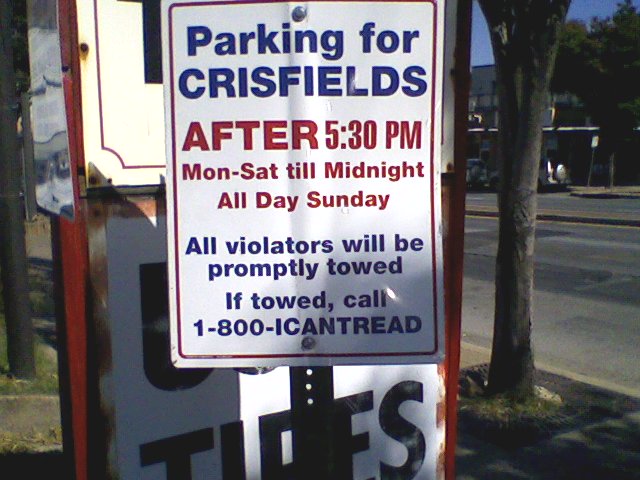 Parking for
CRISFIELDS
AFTER 5:30 PM
Mon-Sat till Midnight
All Day Sunday
All violators will be
promptly towed
If towed, call
1-800-ICANTREAD
TIRES